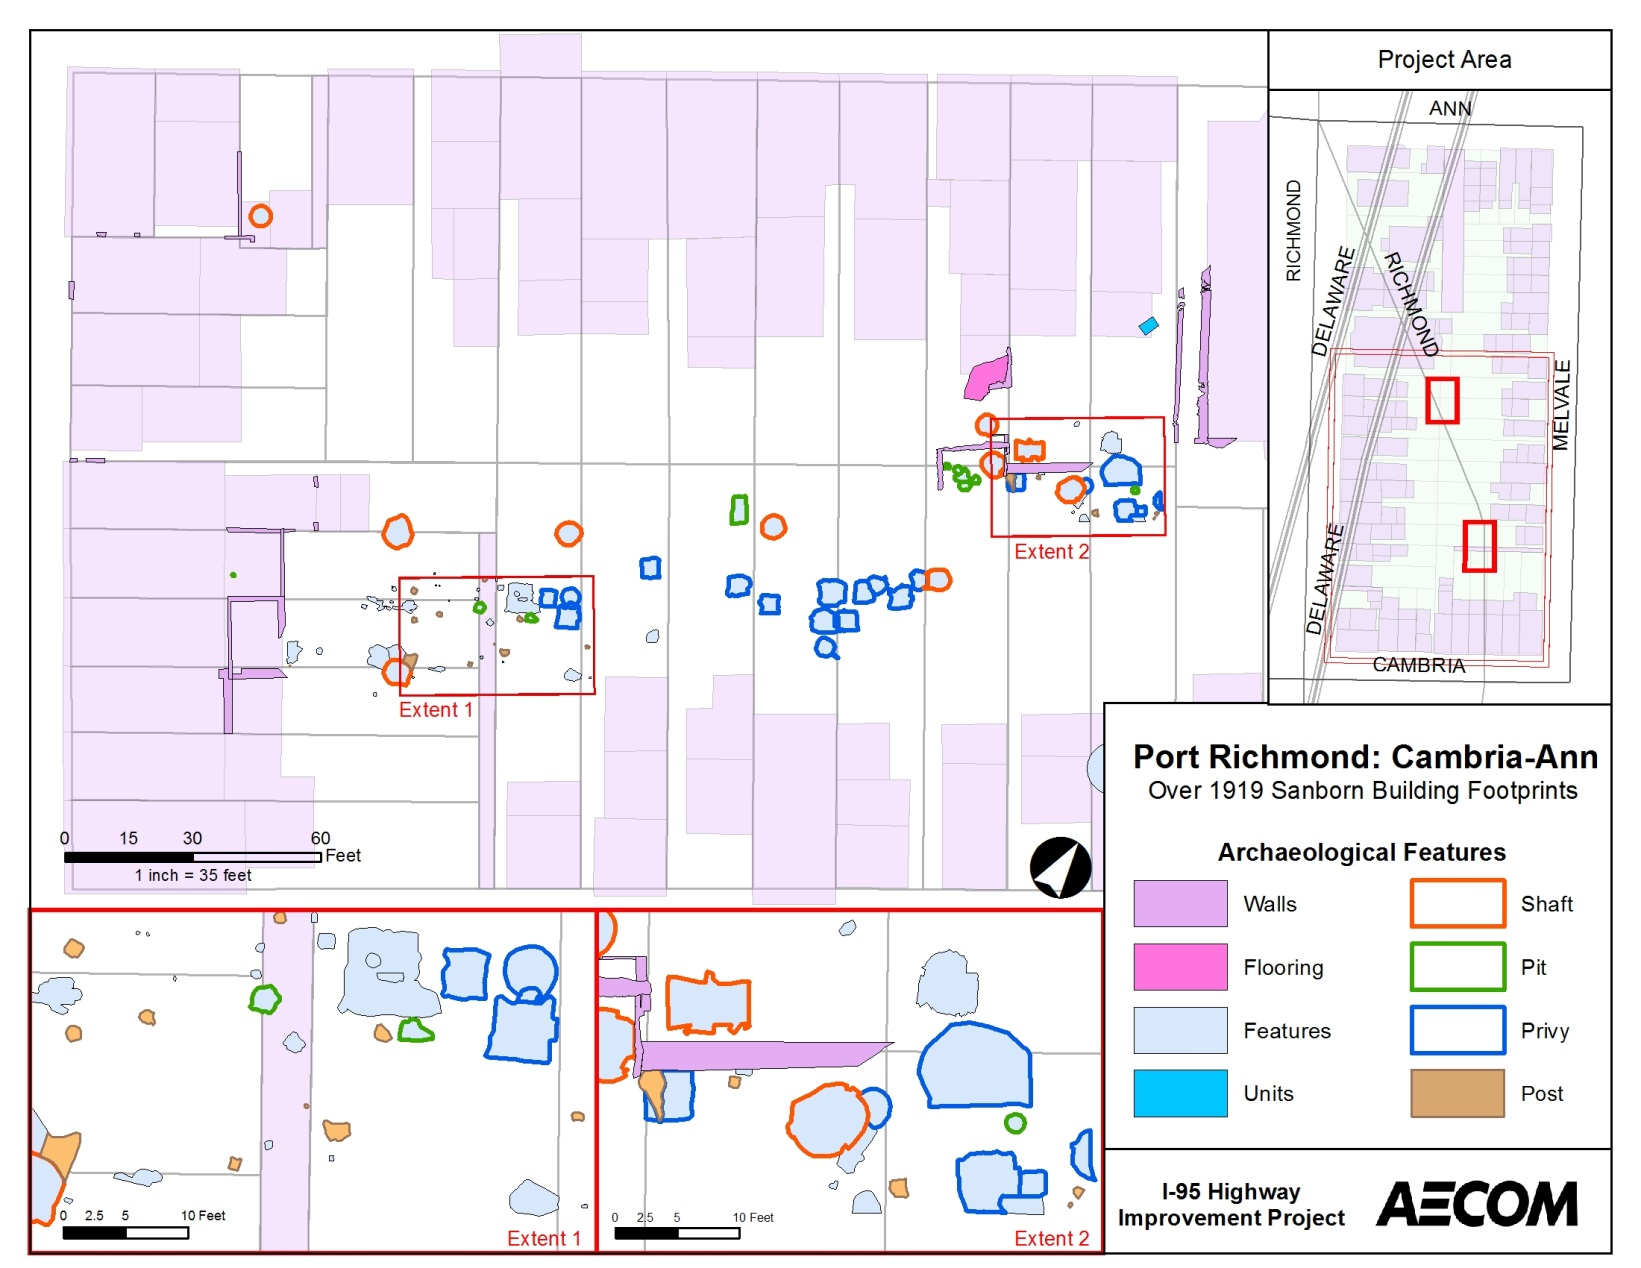 Project Area
ANN
RICHMOND
DELAWARE
RICHMOND
MELVALE
DELAWARE
CAMBRIA
Extent 2
Extent 1
0 15 30 60 Feet
1 inch = 35 feet
Port Richmond: Cambria-Ann
Over 1919 Sanborn Building Footprints
Archaeological Features
Walls Shaft
Flooring Pit
Features Privy
Units Post
I-95 Highway
Improvement Project
AECOM
0 2.5 5 10 Feet
Extent 1
0 2.5 5 10 Feet
Extent 2